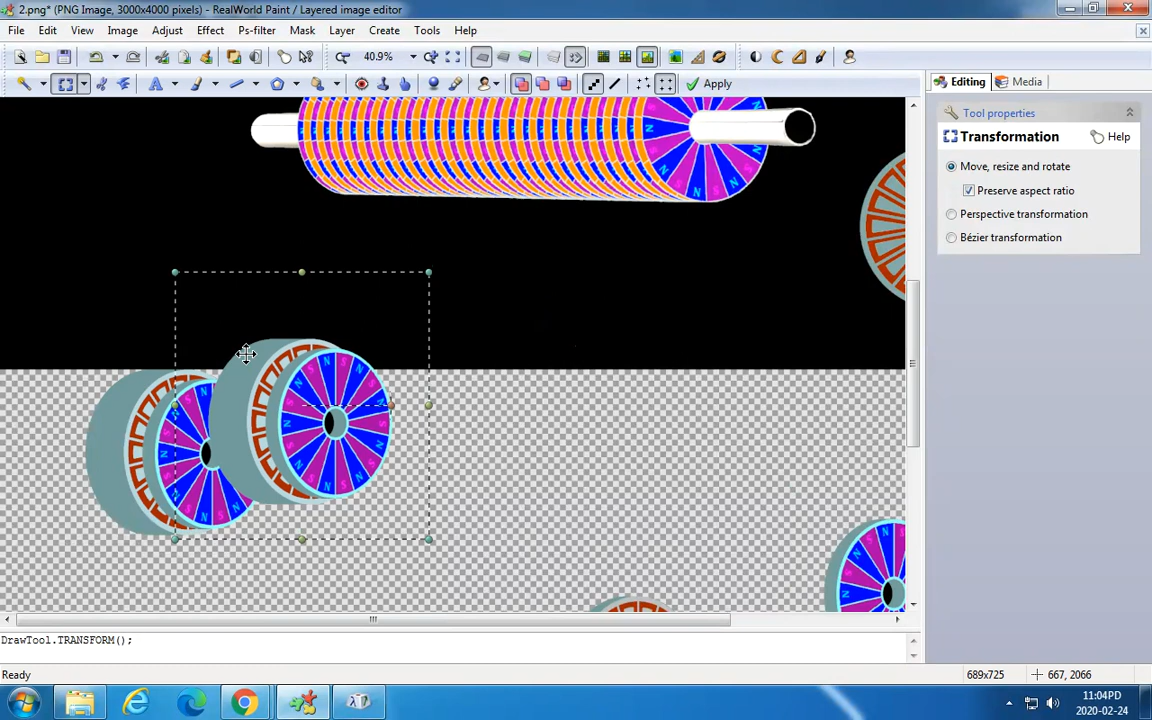 2.png* (PNG Image, 3000x4000 pixels) - RealWorld Paint / Layered image editor
File Edit View Image Adjust Effect Ps-filter Mask Layer Create Tools Help
40.9%
Apply
Editing Media
Tool properties
Transformation Help
Move, resize and rotate
Preserve aspect ratio
Perspective transformation
Bézier transformation
DrawTool.TRANSFORM();
Ready 689x725 667, 2066
11:04PD
2020-02-24